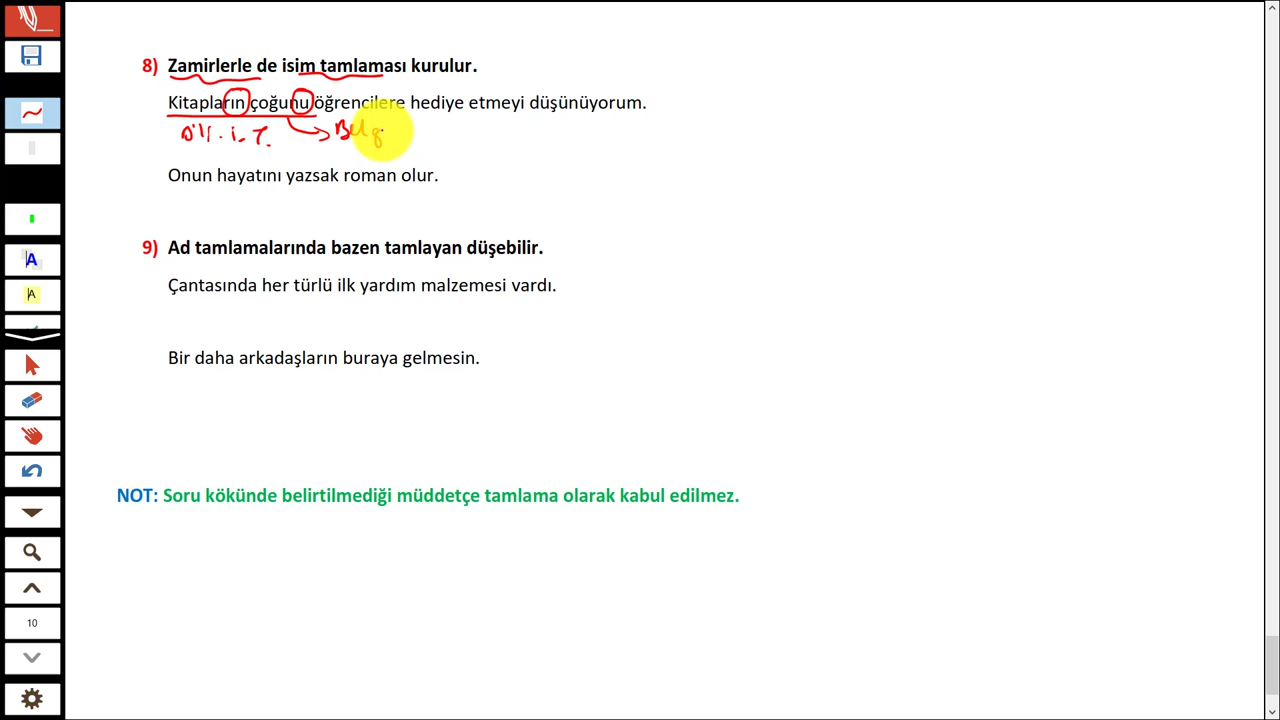 8) Zamirlerle de isim tamlaması kurulur.
Kitapların çoğunu öğrencilere hediye etmeyi düşünüyorum.
Belg
Onun hayatını yazsak roman olur.
9) Ad tamlamalarında bazen tamlayan düşebilir.
Çantasında her türlü ilk yardım malzemesi vardı.
Bir daha arkadaşların buraya gelmesin.
NOT: Soru kökünde belirtilmediği müddetçe tamlama olarak kabul edilmez.
A
A
10